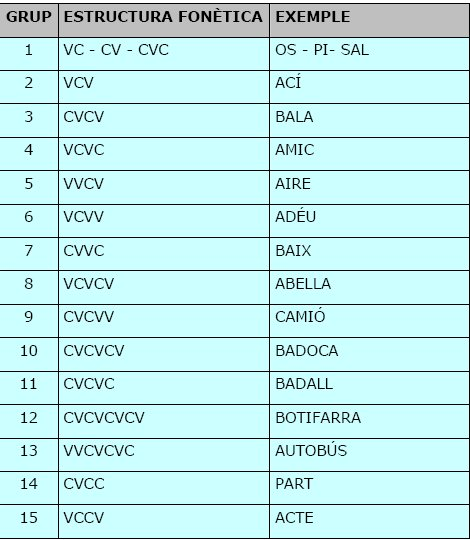 GRUP ESTRUCTURA FONÈTICA EXEMPLE
1 VC - CV - CVC OS - PI- SAL
2 VCV ACÍ
3 CVCV BALA
4 VCVC AMIC
5 VVCV AIRE
6 VCVV ADÉU
7 CVVC BAIX
8 VCVCV ABELLA
9 CVCVV CAMIÓ
10 CVCVCV BADOCA
11 CVCVC BADALL
12 CVCVCVCV BOTIFARRA
13 VVCVCVC AUTOBÚS
14 CVCC PART
15 VCCV ACTE